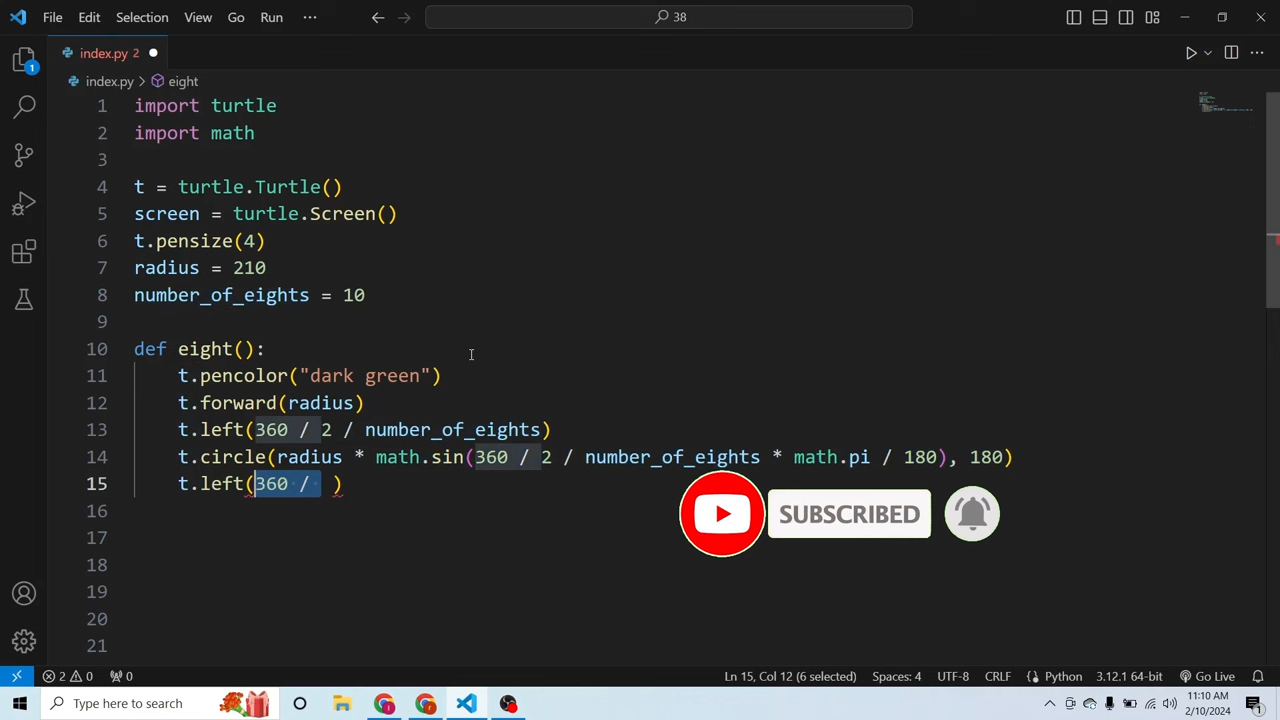 File Edit Selection View Go Run ··· 38
index.py 2
index.py > eight
1 import turtle
2 import math
3
4 t = turtle.Turtle()
5 screen = turtle.Screen()
6 t.pensize(4)
7 radius = 210
8 number_of_eights = 10
9
10 def eight():
11 t.pencolor("dark green")
12 t.forward(radius)
13 t.left(360 / 2 / number_of_eights)
14 t.circle(radius * math.sin(360 / 2 / number_of_eights * math.pi / 180), 180)
15 t.left(360 / )
16
SUBSCRIBED
17
18
19
20
21
1
2 0 0 Ln 15, Col 12 (6 selected) Spaces: 4 UTF-8 CRLF Python 3.12.1 64-bit Go Live
Type here to search
11:10 AM
2/10/2024
1